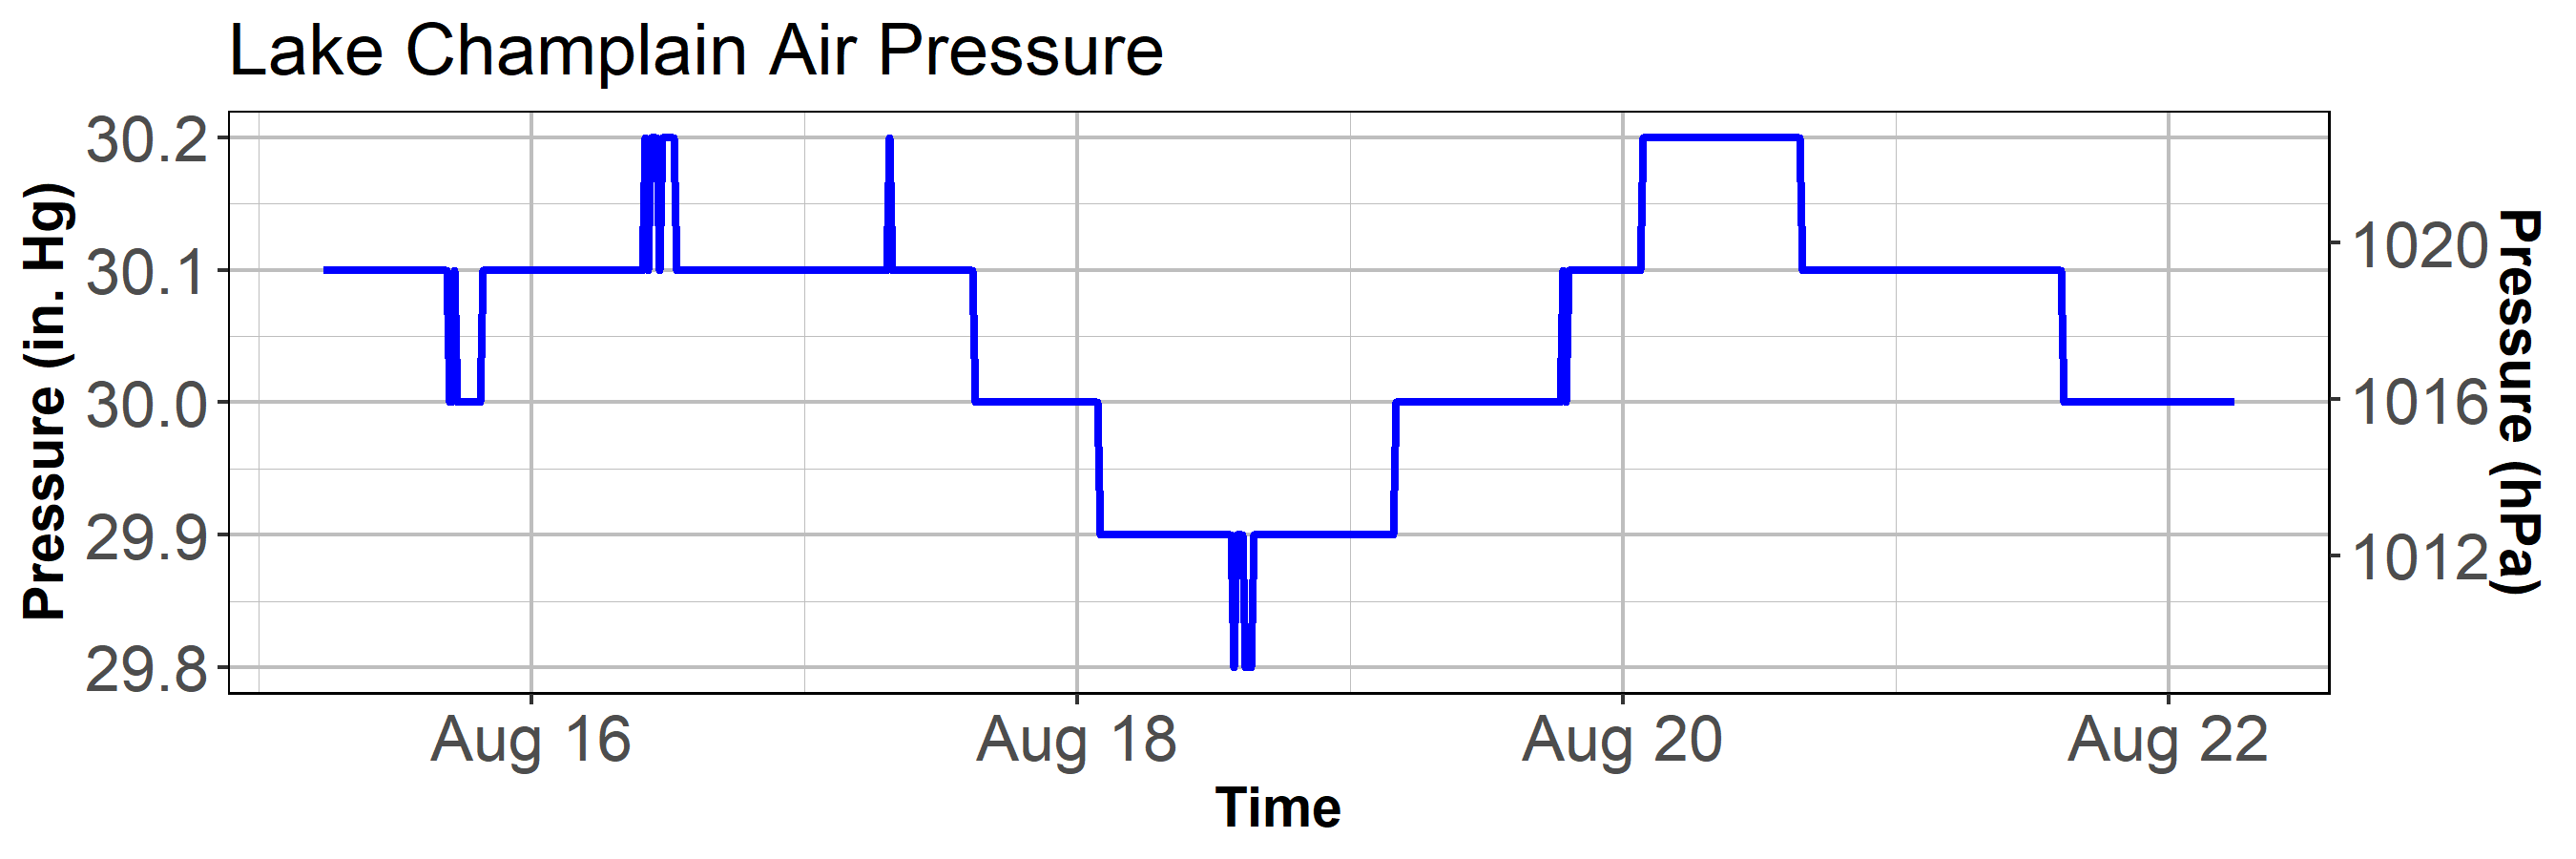 Lake Champlain Air Pressure
30.2
30.1
30.0
29.9
29.8
Pressure (in. Hg)
1020
1016
1012
Pressure (hPa)
Aug 16 Aug 18 Aug 20 Aug 22
Time